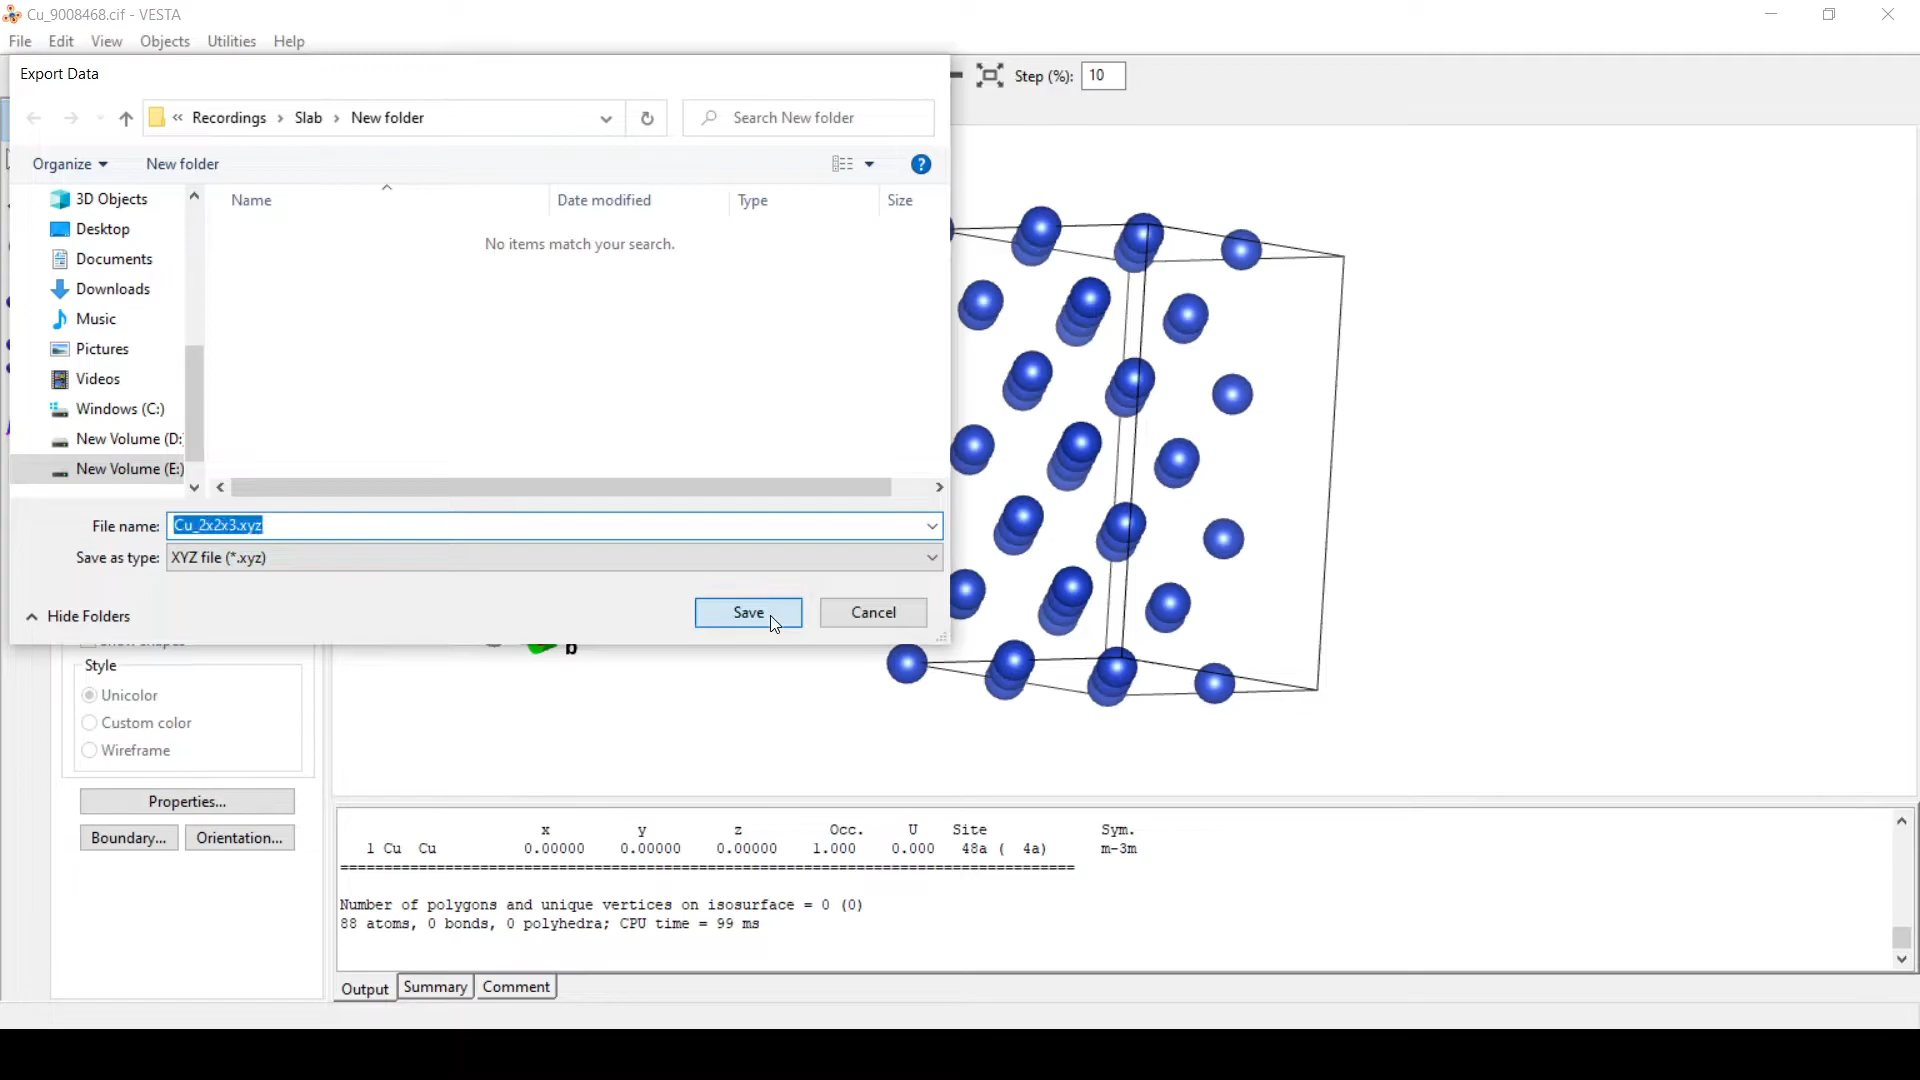 Cu_9008468.cif - VESTA
File Edit View Objects Utilities Help
Export Data
Step (%): 10
« Recordings › Slab › New folder
Search New folder
Organize New folder
?
Name Date modified Type Size
No items match your search.
3D Objects
Desktop
Documents
Downloads
Music
Pictures
Videos
Windows (C:)
New Volume (D:
New Volume (E:)
File name: Cu_2x2x3.xyz
Save as type: XYZ file (*.xyz)
Hide Folders
Save Cancel
b
Style
Unicolor
Custom color
Wireframe
Properties...
Boundary... Orientation...
x y z Occ. U Site Sym.
1 Cu Cu 0.00000 0.00000 0.00000 1.000 0.000 48a ( 4a) m-3m
================================================================================
Number of polygons and unique vertices on isosurface = 0 (0)
88 atoms, 0 bonds, 0 polyhedra; CPU time = 99 ms
Output Summary Comment